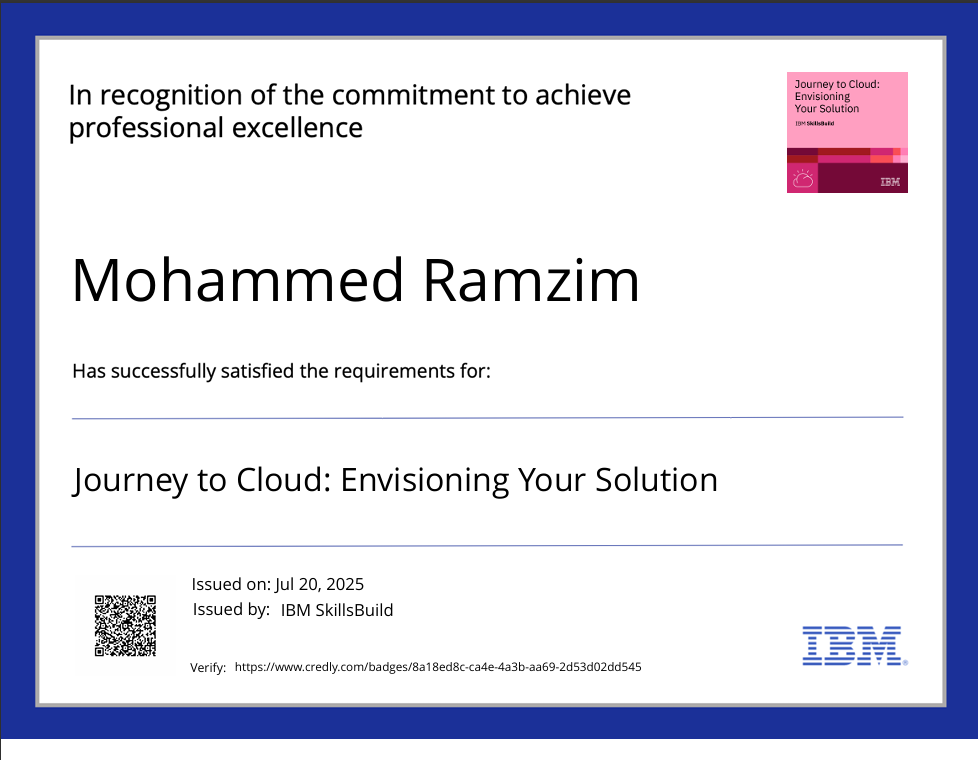 In recognition of the commitment to achieve
professional excellence
Journey to Cloud:
Envisioning
Your Solution
IBM SkillsBuild
IBM
Mohammed Ramzim
Has successfully satisfied the requirements for:
Journey to Cloud: Envisioning Your Solution
Issued on: Jul 20, 2025
Issued by: IBM SkillsBuild
IBM®
Verify: https://www.credly.com/badges/8a18ed8c-ca4e-4a3b-aa69-2d53d02dd545